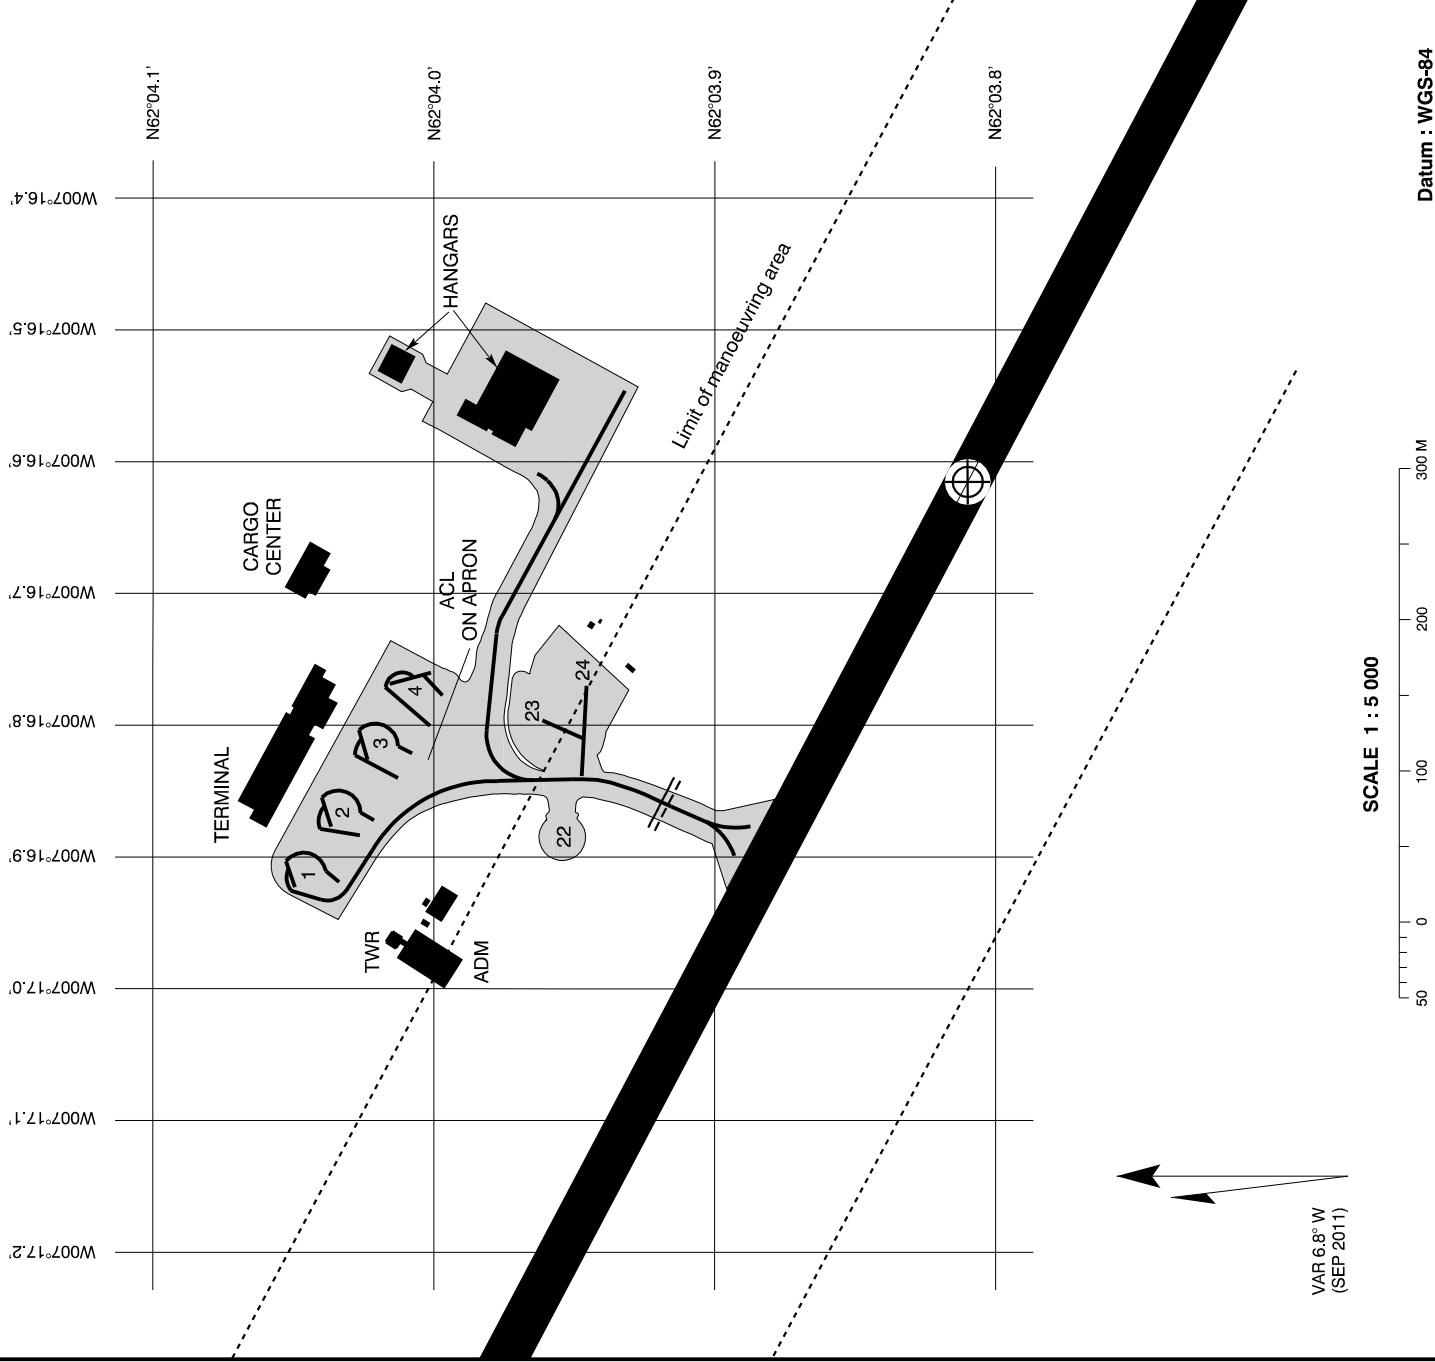 N62°04.1'
N62°04.0'
N62°03.9'
N62°03.8'
W007°16.4'
W007°16.5'
W007°16.6'
W007°16.7'
W007°16.8'
W007°16.9'
W007°17.0'
W007°17.1'
W007°17.2'
HANGARS
CARGO
CENTER
ACL
ON APRON
TERMINAL
1
2
3
4
22
23
24
TWR
ADM
Limit of manoeuvring area
VAR 6.8° W
(SEP 2011)
SCALE 1 : 5 000
50
0
100
200
300 M
Datum : WGS-84